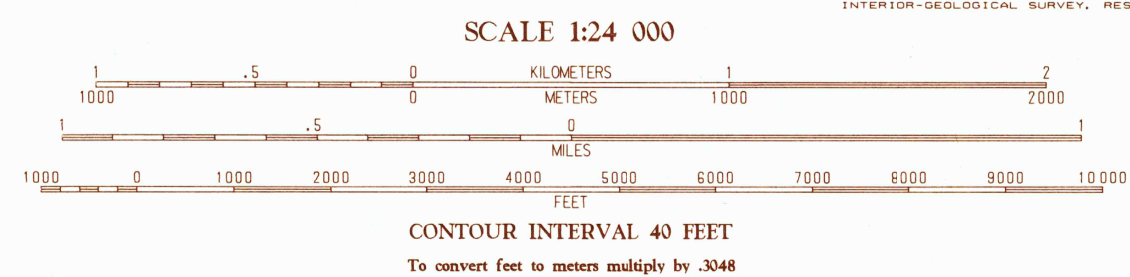 INTERIOR-GEOLOGICAL SURVEY, RES
SCALE 1:24 000
1 .5 0 KILOMETERS 1 2
1000 0 METERS 1000 2000
1 .5 0 1
MILES
1000 0 1000 2000 3000 4000 5000 6000 7000 8000 9000 10 000
FEET
CONTOUR INTERVAL 40 FEET
To convert feet to meters multiply by .3048